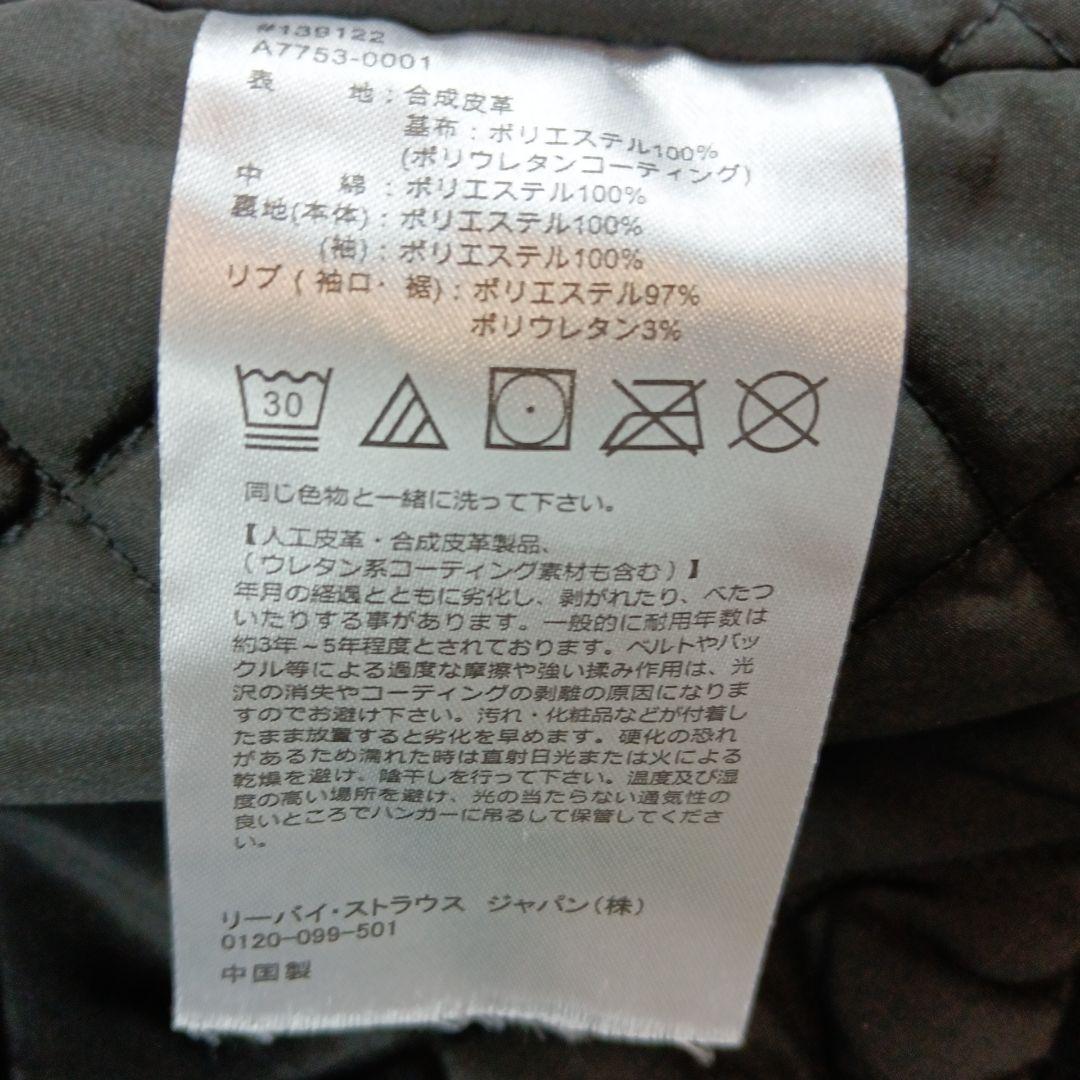 #139122
A7753-0001
表　　地：合成皮革
基布：ポリエステル100%
(ポリウレタンコーティング)
中　　綿：ポリエステル100%
裏地(本体)：ポリエステル100%
(袖)：ポリエステル100%
リブ(袖口・裾)：ポリエステル97%
ポリウレタン3%
30
同じ色物と一緒に洗って下さい。
【人工皮革・合成皮革製品、
(ウレタン系コーティング素材も含む)】
年月の経過とともに劣化し、剥がれたり、べたつ
いたりする事があります。一般的に耐用年数は
約3年～5年程度とされております。ベルトやバッ
クル等による過度な摩擦や強い揉み作用は、光
沢の消失やコーティングの剥離の原因になりま
すのでお避け下さい。汚れ・化粧品などが付着し
たまま放置すると劣化を早めます。硬化の恐れ
があるため濡れた時は直射日光または火による
乾燥を避け、陰干しを行って下さい。温度及び湿
度の高い場所を避け、光の当たらない通気性の
良いところでハンガーに吊るして保管してくださ
い。
リーバイ・ストラウス ジャパン(株)
0120-099-501
中国製